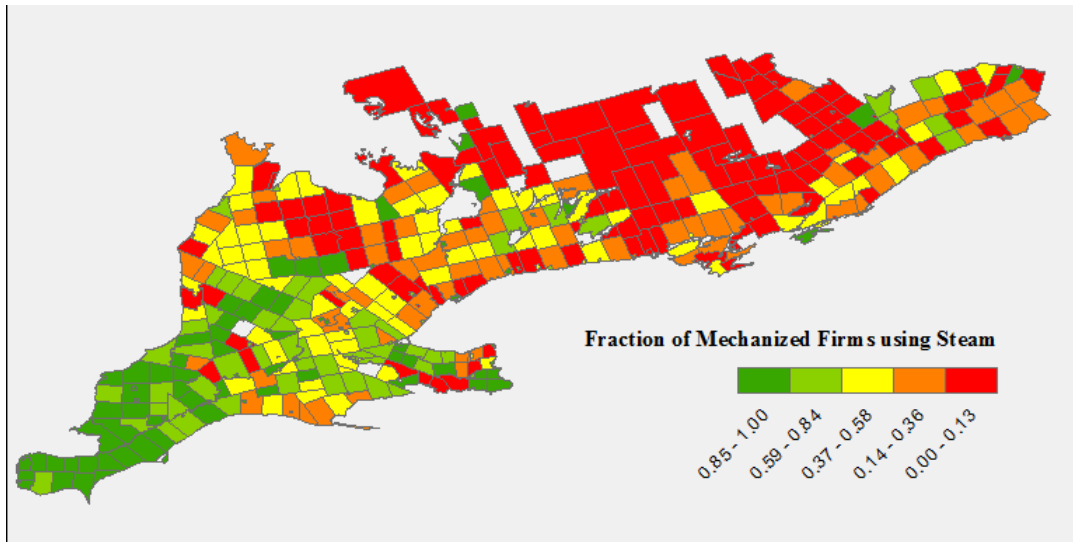 Fraction of Mechanized Firms using Steam
0.85 - 1.00
0.59 - 0.84
0.37 - 0.58
0.14 - 0.36
0.00 - 0.13